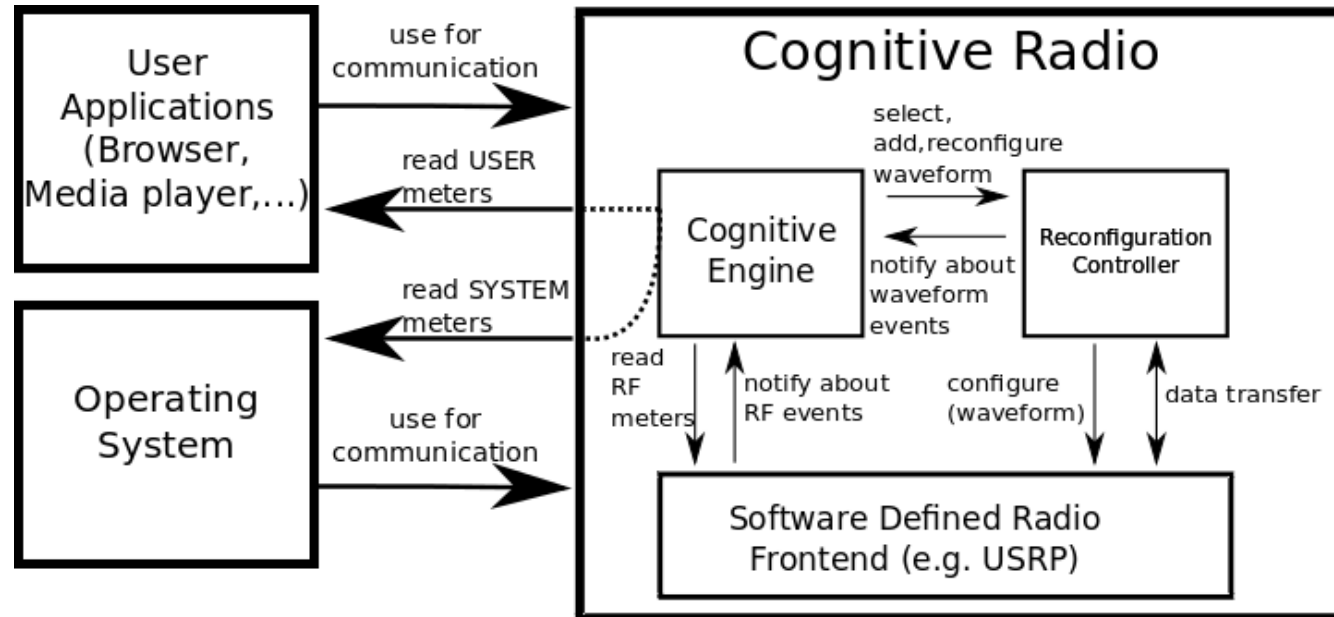 User
Applications
(Browser,
Media player,...)
use for
communication
read USER
meters
read SYSTEM
meters
Operating
System
use for
communication
Cognitive Radio
select,
add,reconfigure
waveform
Cognitive
Engine
Reconfiguration
Controller
notify about
waveform
events
read
RF
meters
notify about
RF events
configure
(waveform)
data transfer
Software Defined Radio
Frontend (e.g. USRP)